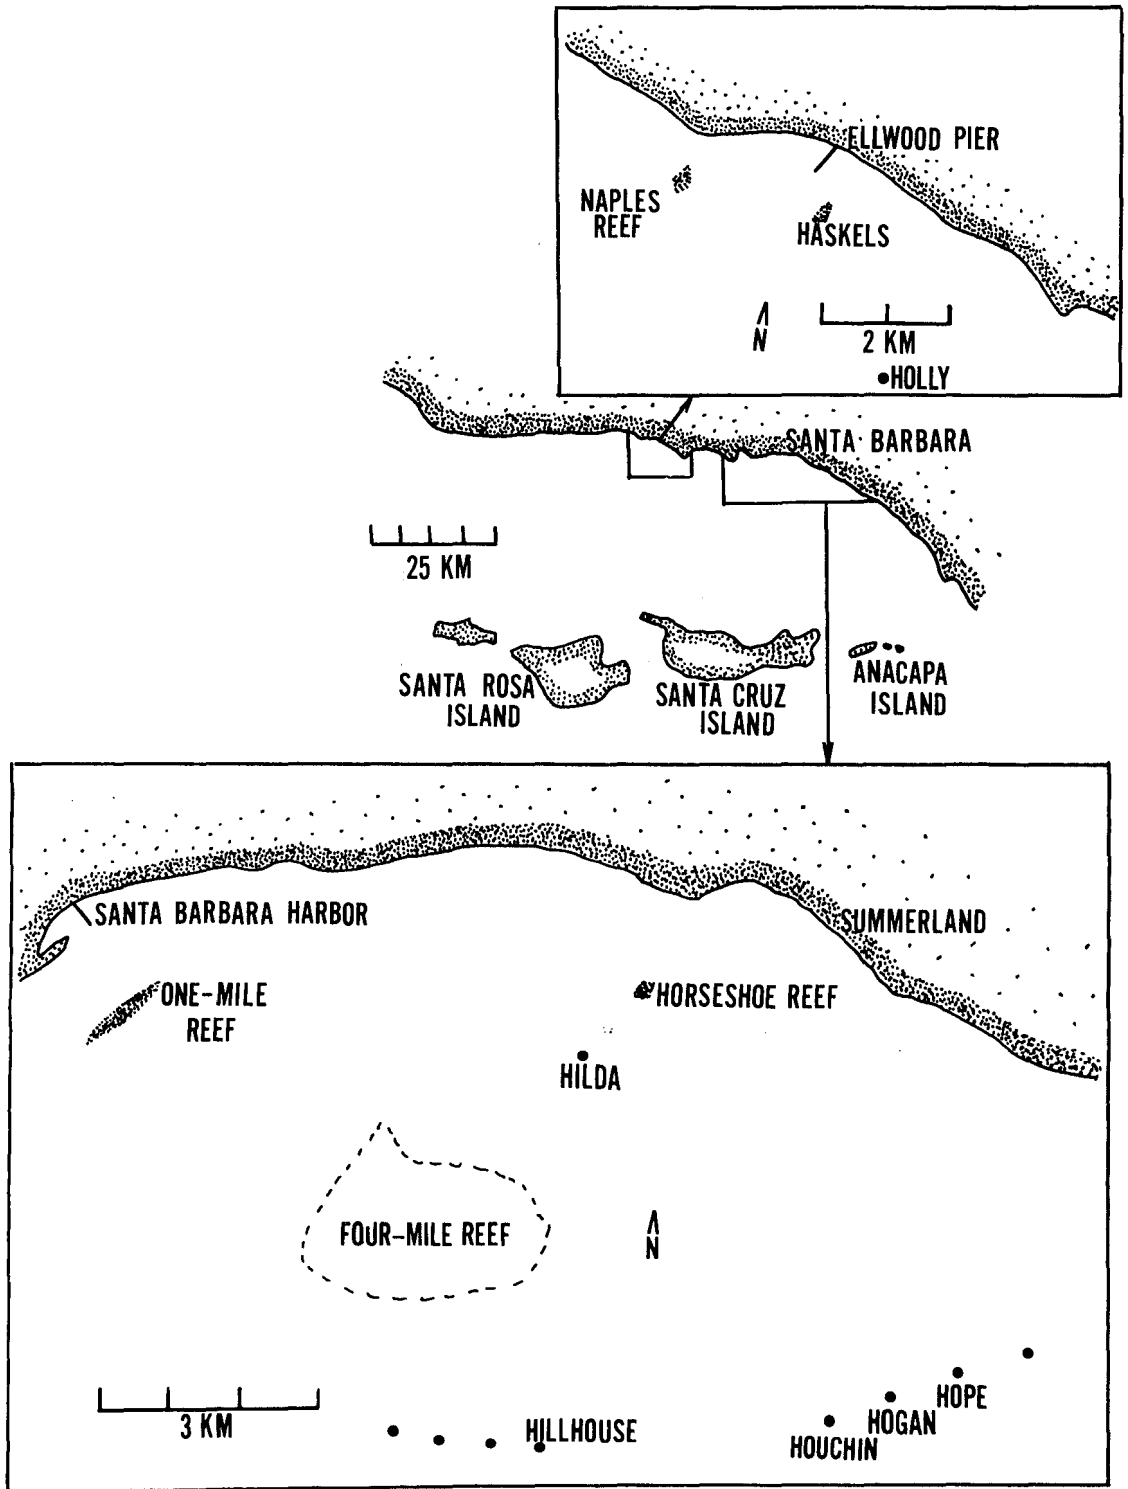 ELLWOOD PIER
NAPLES
REEF
HASKELS
N
2 KM
HOLLY
SANTA BARBARA
25 KM
SANTA ROSA
ISLAND
SANTA CRUZ
ISLAND
ANACAPA
ISLAND
SANTA BARBARA HARBOR
SUMMERLAND
ONE-MILE
REEF
HORSESHOE REEF
HILDA
FOUR-MILE REEF
N
3 KM
HILLHOUSE
HOPE
HOGAN
HOUCHIN